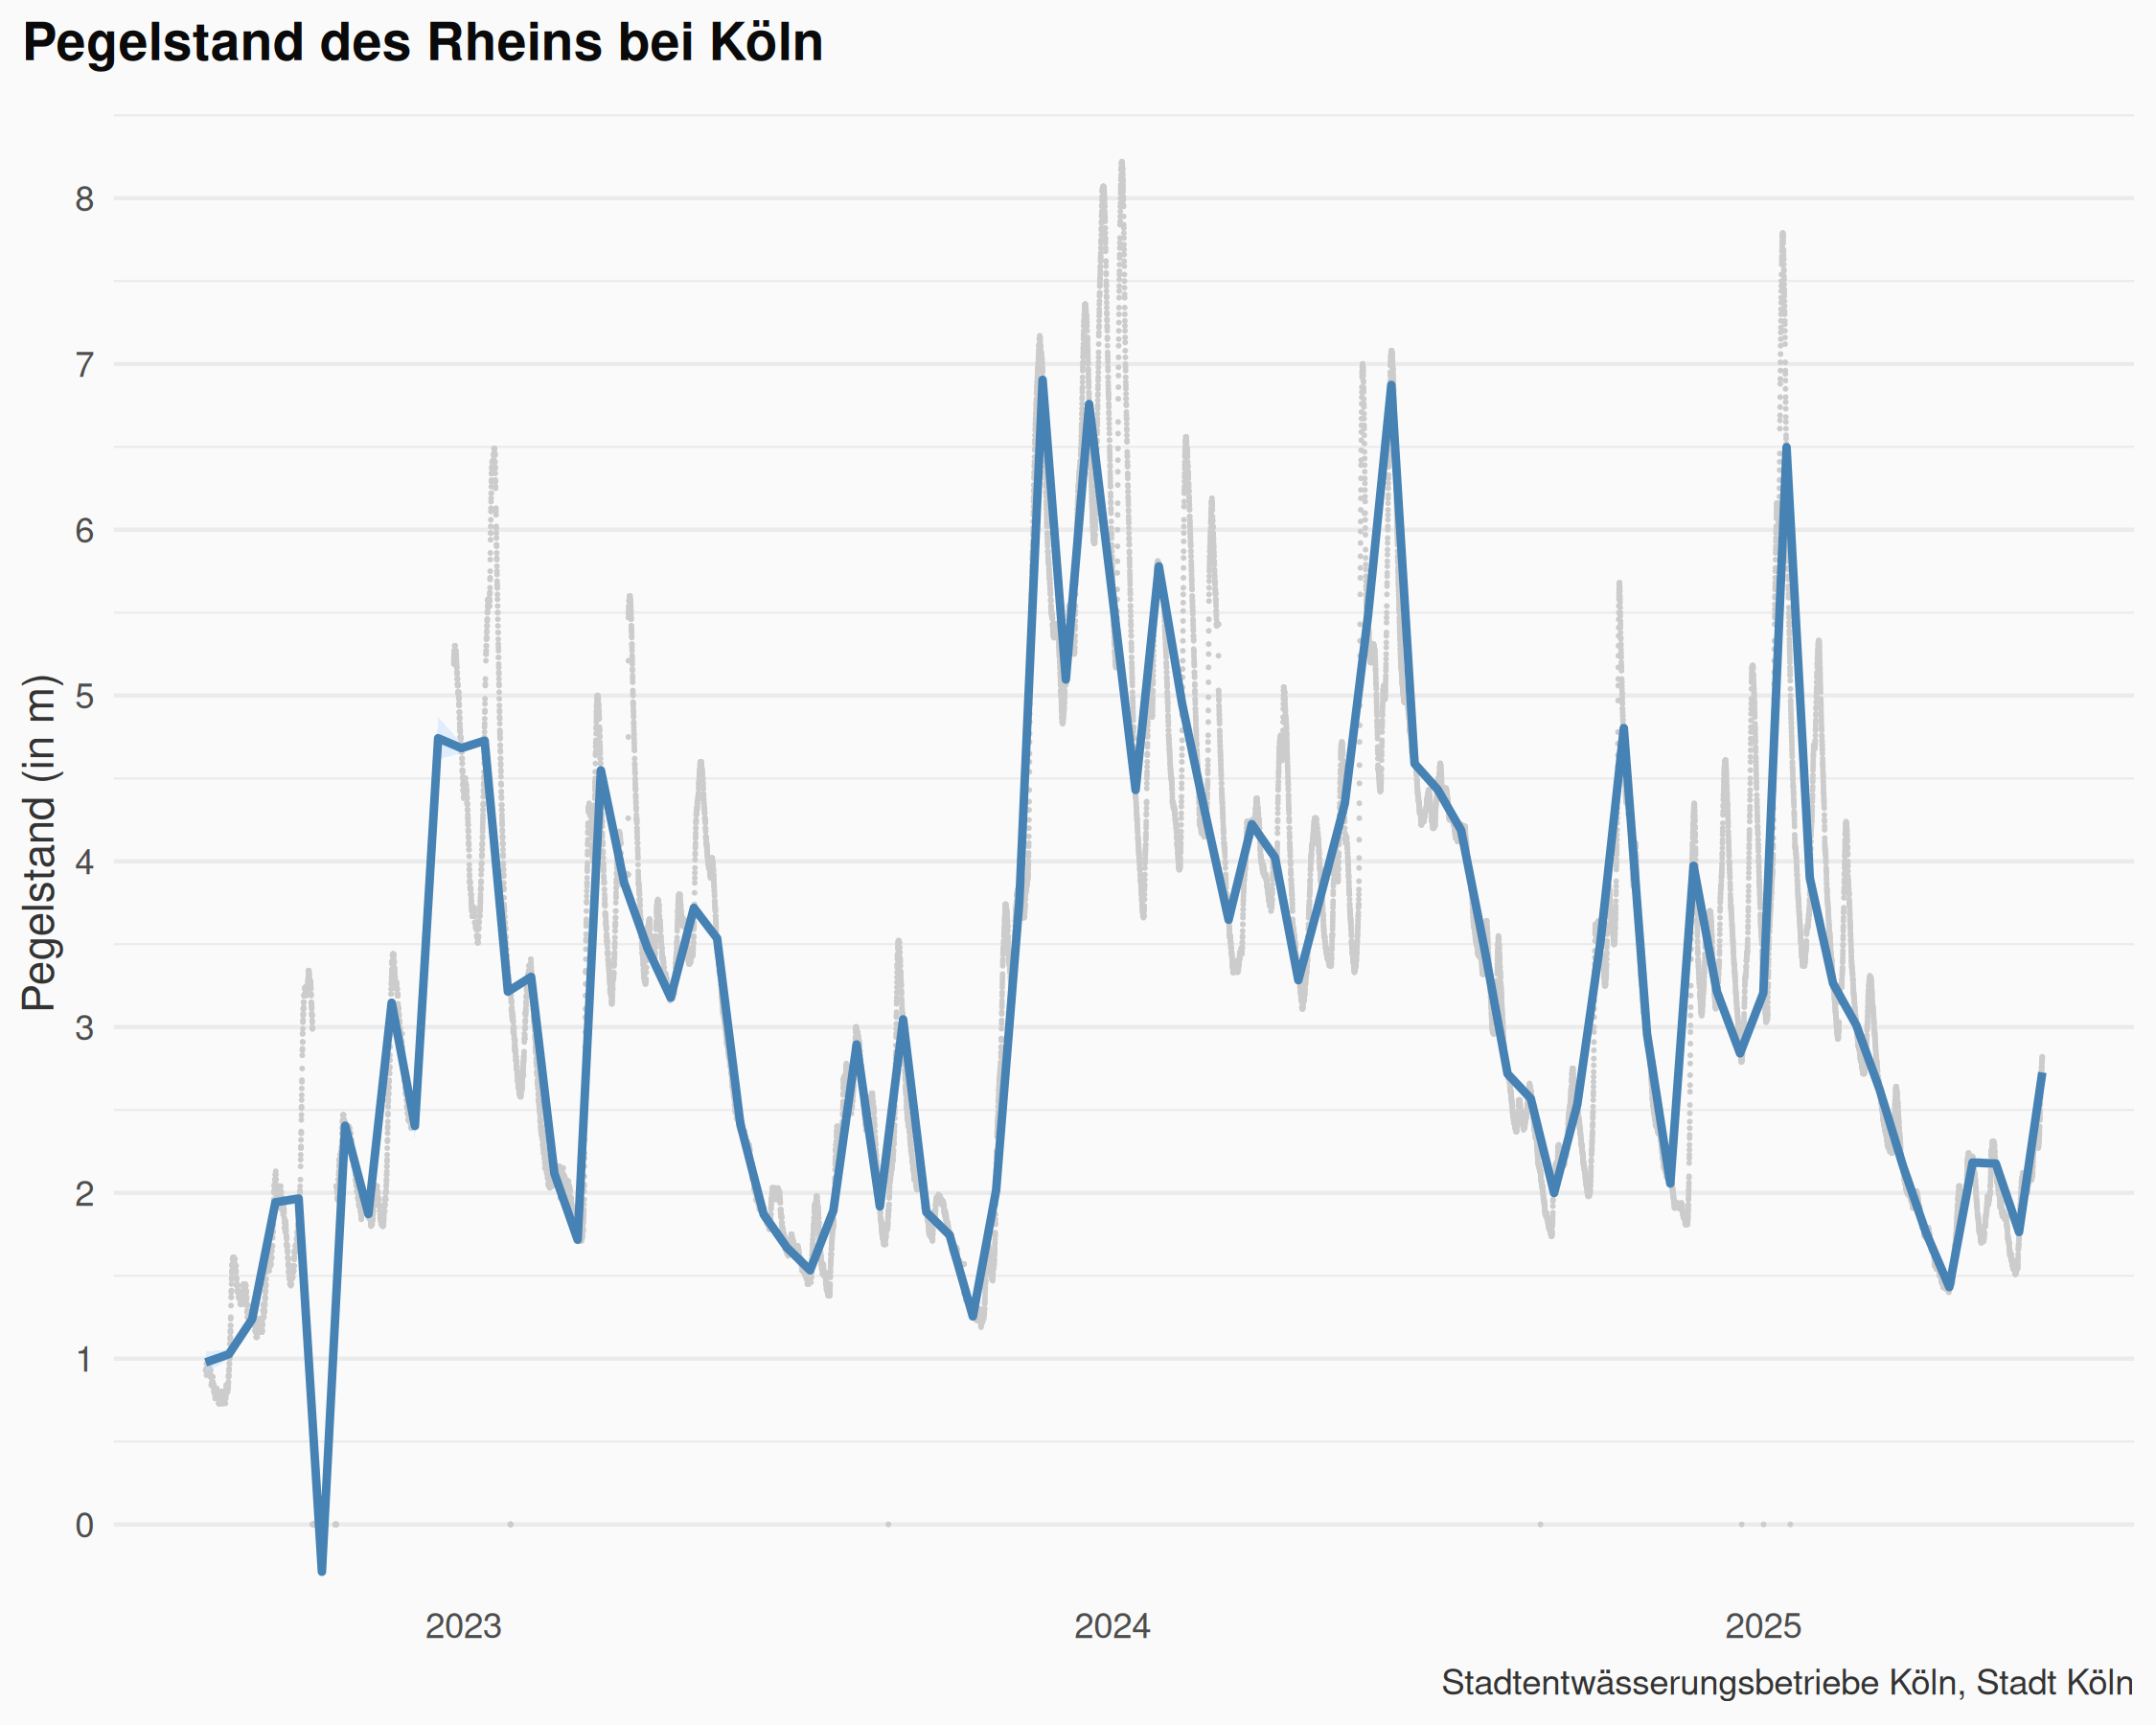 Pegelstand des Rheins bei Köln
Pegelstand (in m)
8
7
6
5
4
3
2
1
0
2023 2024 2025
Stadtentwässerungsbetriebe Köln, Stadt Köln